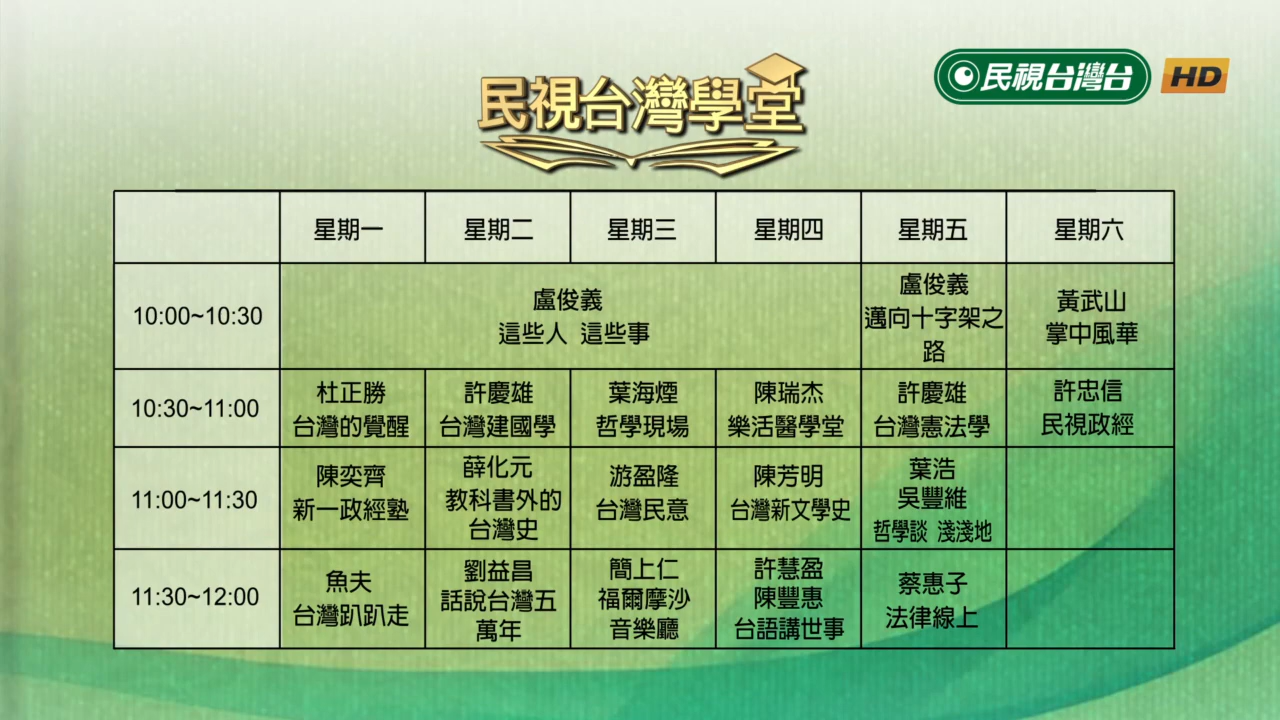 民視台灣台
HD
民視台灣學堂
星期一
星期二
星期三
星期四
星期五
星期六
10:00~10:30
盧俊義
這些人 這些事
盧俊義
邁向十字架之
路
黃武山
掌中風華
10:30~11:00
杜正勝
台灣的覺醒
許慶雄
台灣建國學
葉海煙
哲學現場
陳瑞杰
樂活醫學堂
許慶雄
台灣憲法學
許忠信
民視政經
11:00~11:30
陳奕齊
新一政經塾
薛化元
教科書外的
台灣史
游盈隆
台灣民意
陳芳明
台灣新文學史
葉浩
吳豐維
哲學談 淺淺地
11:30~12:00
魚夫
台灣趴趴走
劉益昌
話說台灣五
萬年
簡上仁
福爾摩沙
音樂廳
許慧盈
陳豐惠
台語講世事
蔡惠子
法律線上